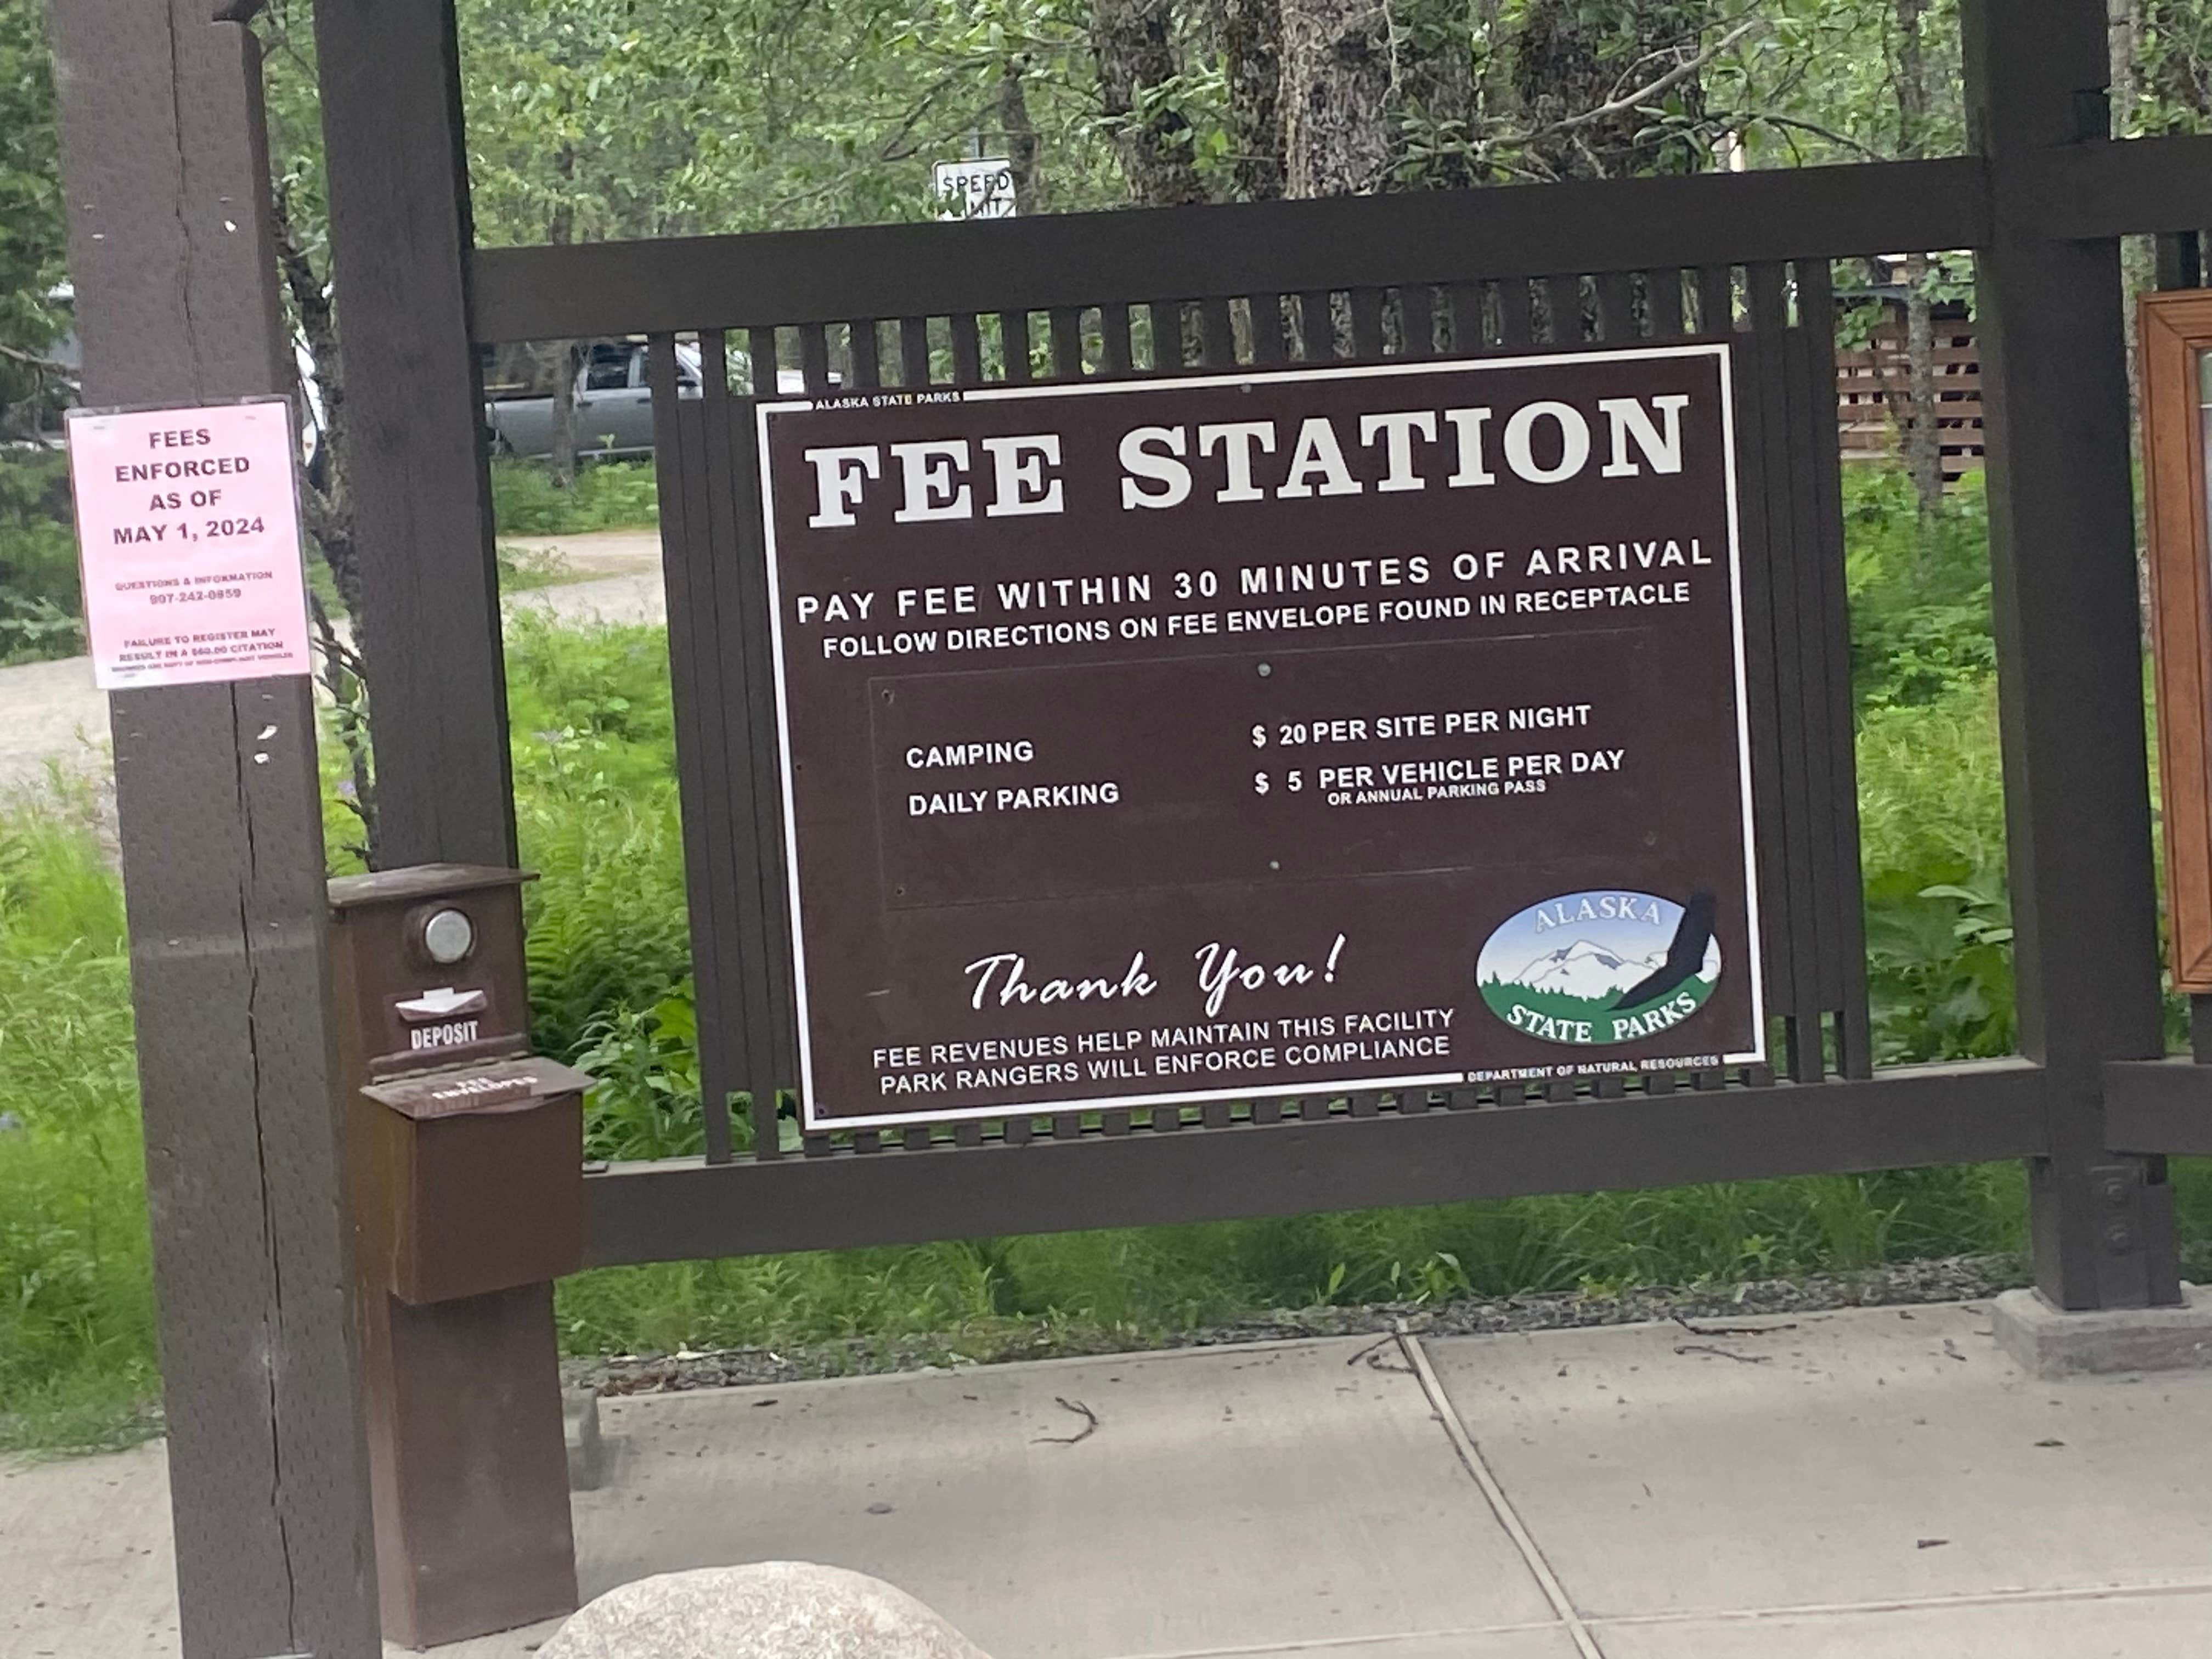 SPEED
FEES
ENFORCED
AS OF
MAY 1, 2024
QUESTIONS & INFORMATION
907-242-0859
FAILURE TO REGISTER MAY
RESULT IN A $60.00 CITATION
ALASKA STATE PARKS
FEE STATION
PAY FEE WITHIN 30 MINUTES OF ARRIVAL
FOLLOW DIRECTIONS ON FEE ENVELOPE FOUND IN RECEPTACLE
CAMPING $ 20 PER SITE PER NIGHT
DAILY PARKING $ 5 PER VEHICLE PER DAY
OR ANNUAL PARKING PASS
Thank You!
FEE REVENUES HELP MAINTAIN THIS FACILITY
PARK RANGERS WILL ENFORCE COMPLIANCE
ALASKA
STATE PARKS
DEPARTMENT OF NATURAL RESOURCES
DEPOSIT
ENVELOPES